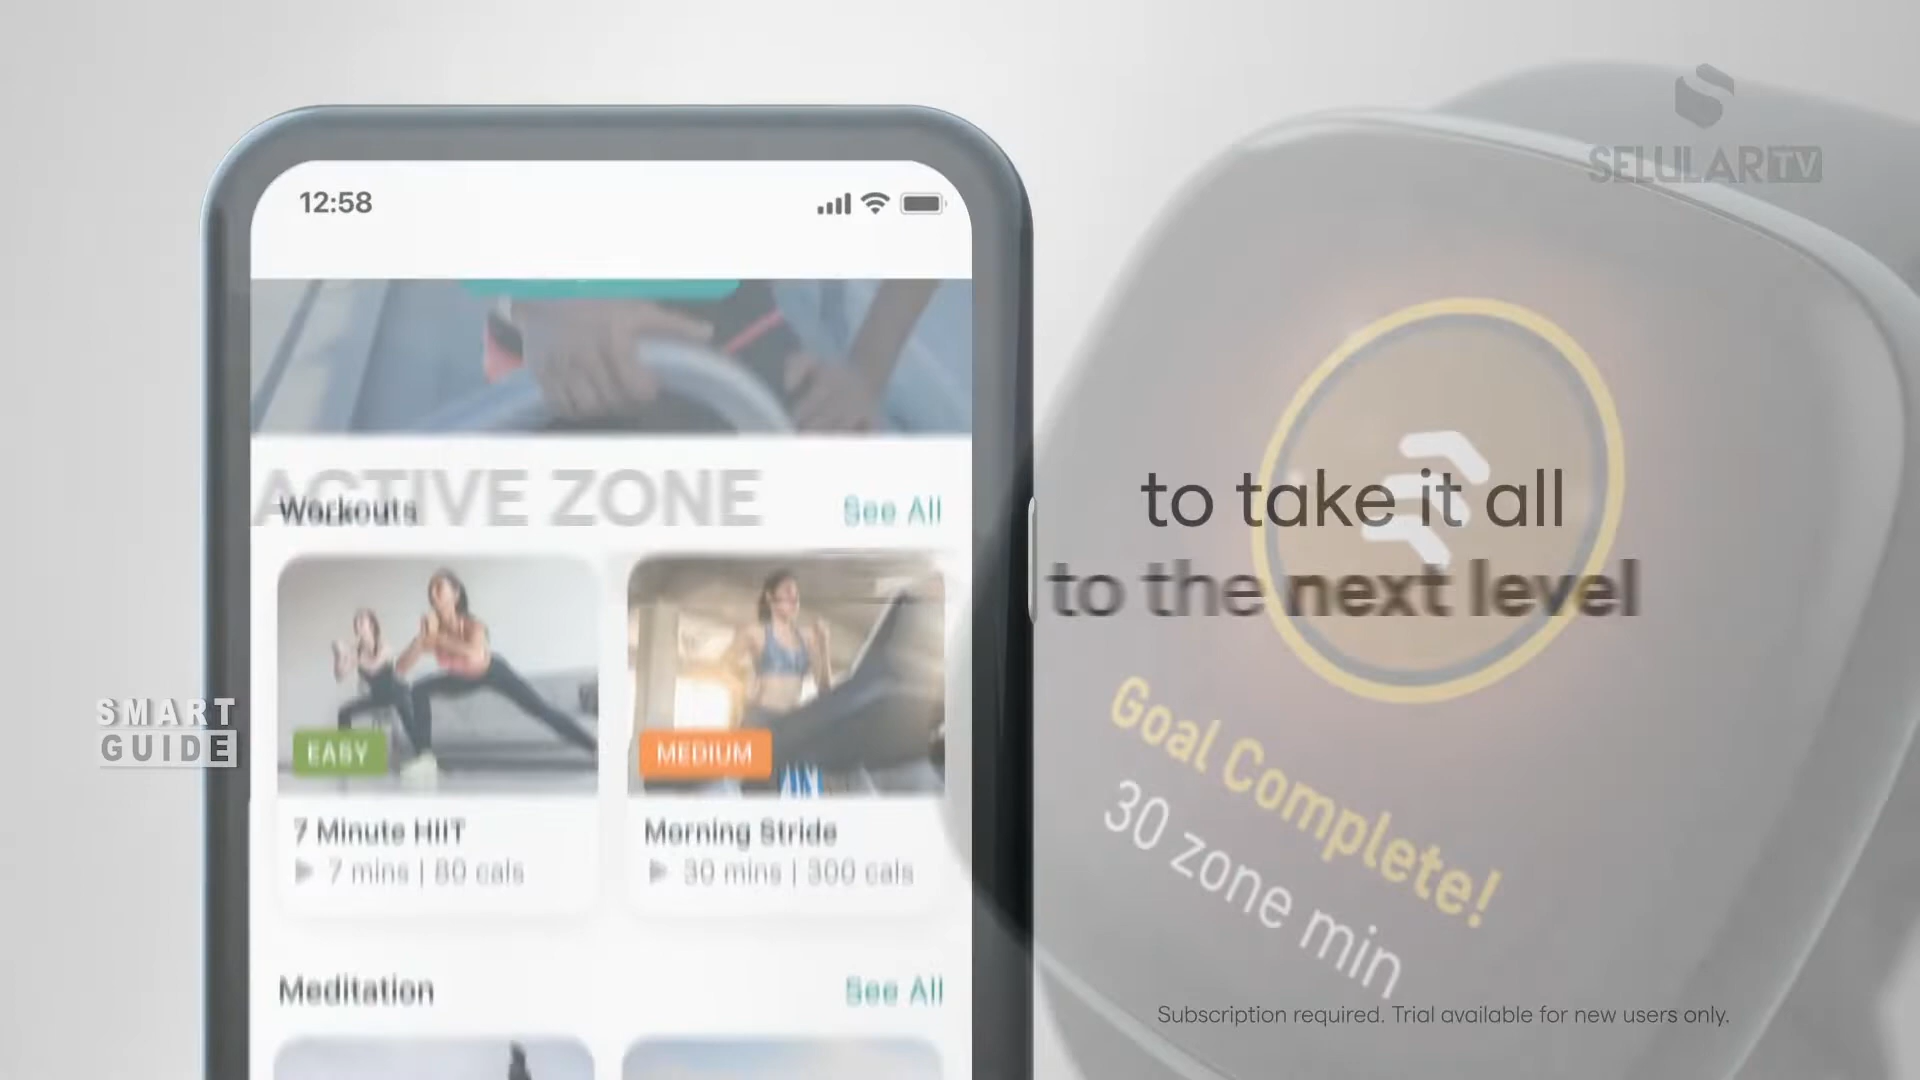 SELULAR TV
12:58
ACTIVE ZONE
Workouts
See All
to take it all
to the next level
EASY
MEDIUM
SMART
GUIDE
7 Minute HIIT
7 mins | 80 cals
Morning Stride
30 mins | 300 cals
Goal Complete!
30 zone min
Meditation
See All
Subscription required. Trial available for new users only.